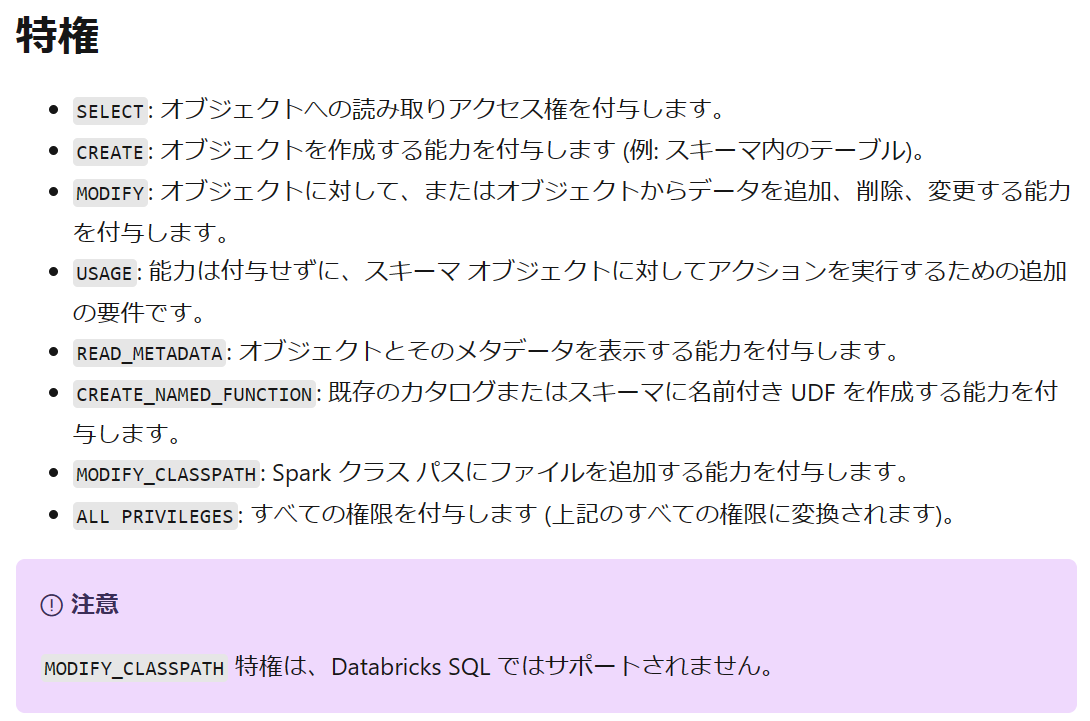 特権
SELECT: オブジェクトへの読み取りアクセス権を付与します。
CREATE: オブジェクトを作成する能力を付与します (例: スキーマ内のテーブル)。
MODIFY: オブジェクトに対して、またはオブジェクトからデータを追加、削除、変更する能力
を付与します。
USAGE: 能力は付与せずに、スキーマ オブジェクトに対してアクションを実行するための追加
の要件です。
READ_METADATA: オブジェクトとそのメタデータを表示する能力を付与します。
CREATE_NAMED_FUNCTION: 既存のカタログまたはスキーマに名前付き UDF を作成する能力を付
与します。
MODIFY_CLASSPATH: Spark クラス パスにファイルを追加する能力を付与します。
ALL PRIVILEGES: すべての権限を付与します (上記のすべての権限に変換されます)。
注意
MODIFY_CLASSPATH 特権は、Databricks SQL ではサポートされません。